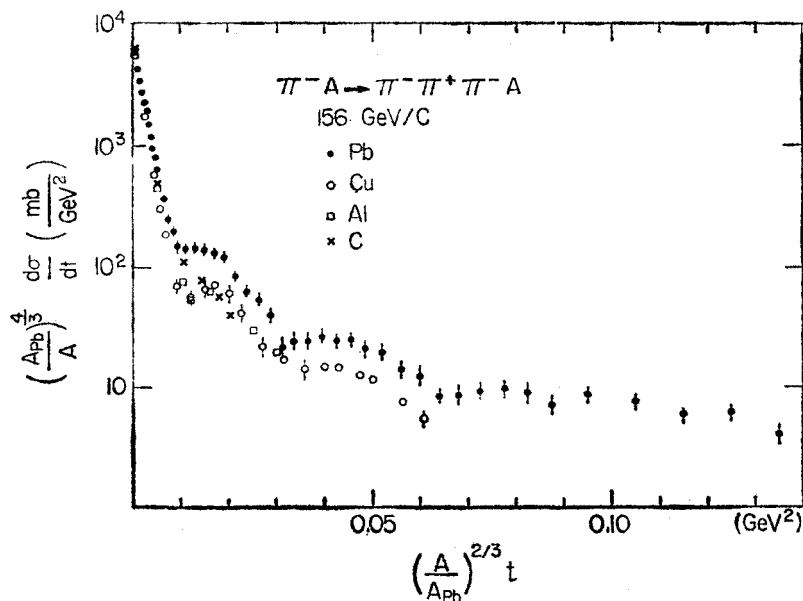 10⁴
10³
10²
10
(A_Pb/A)^4/3 dσ/dt (mb/GeV²)
π⁻A → π⁻π⁺π⁻A
156 GeV/C
• Pb
○ Cu
□ Al
× C
0.05
0.10
(GeV²)
(A/A_Pb)^2/3 t